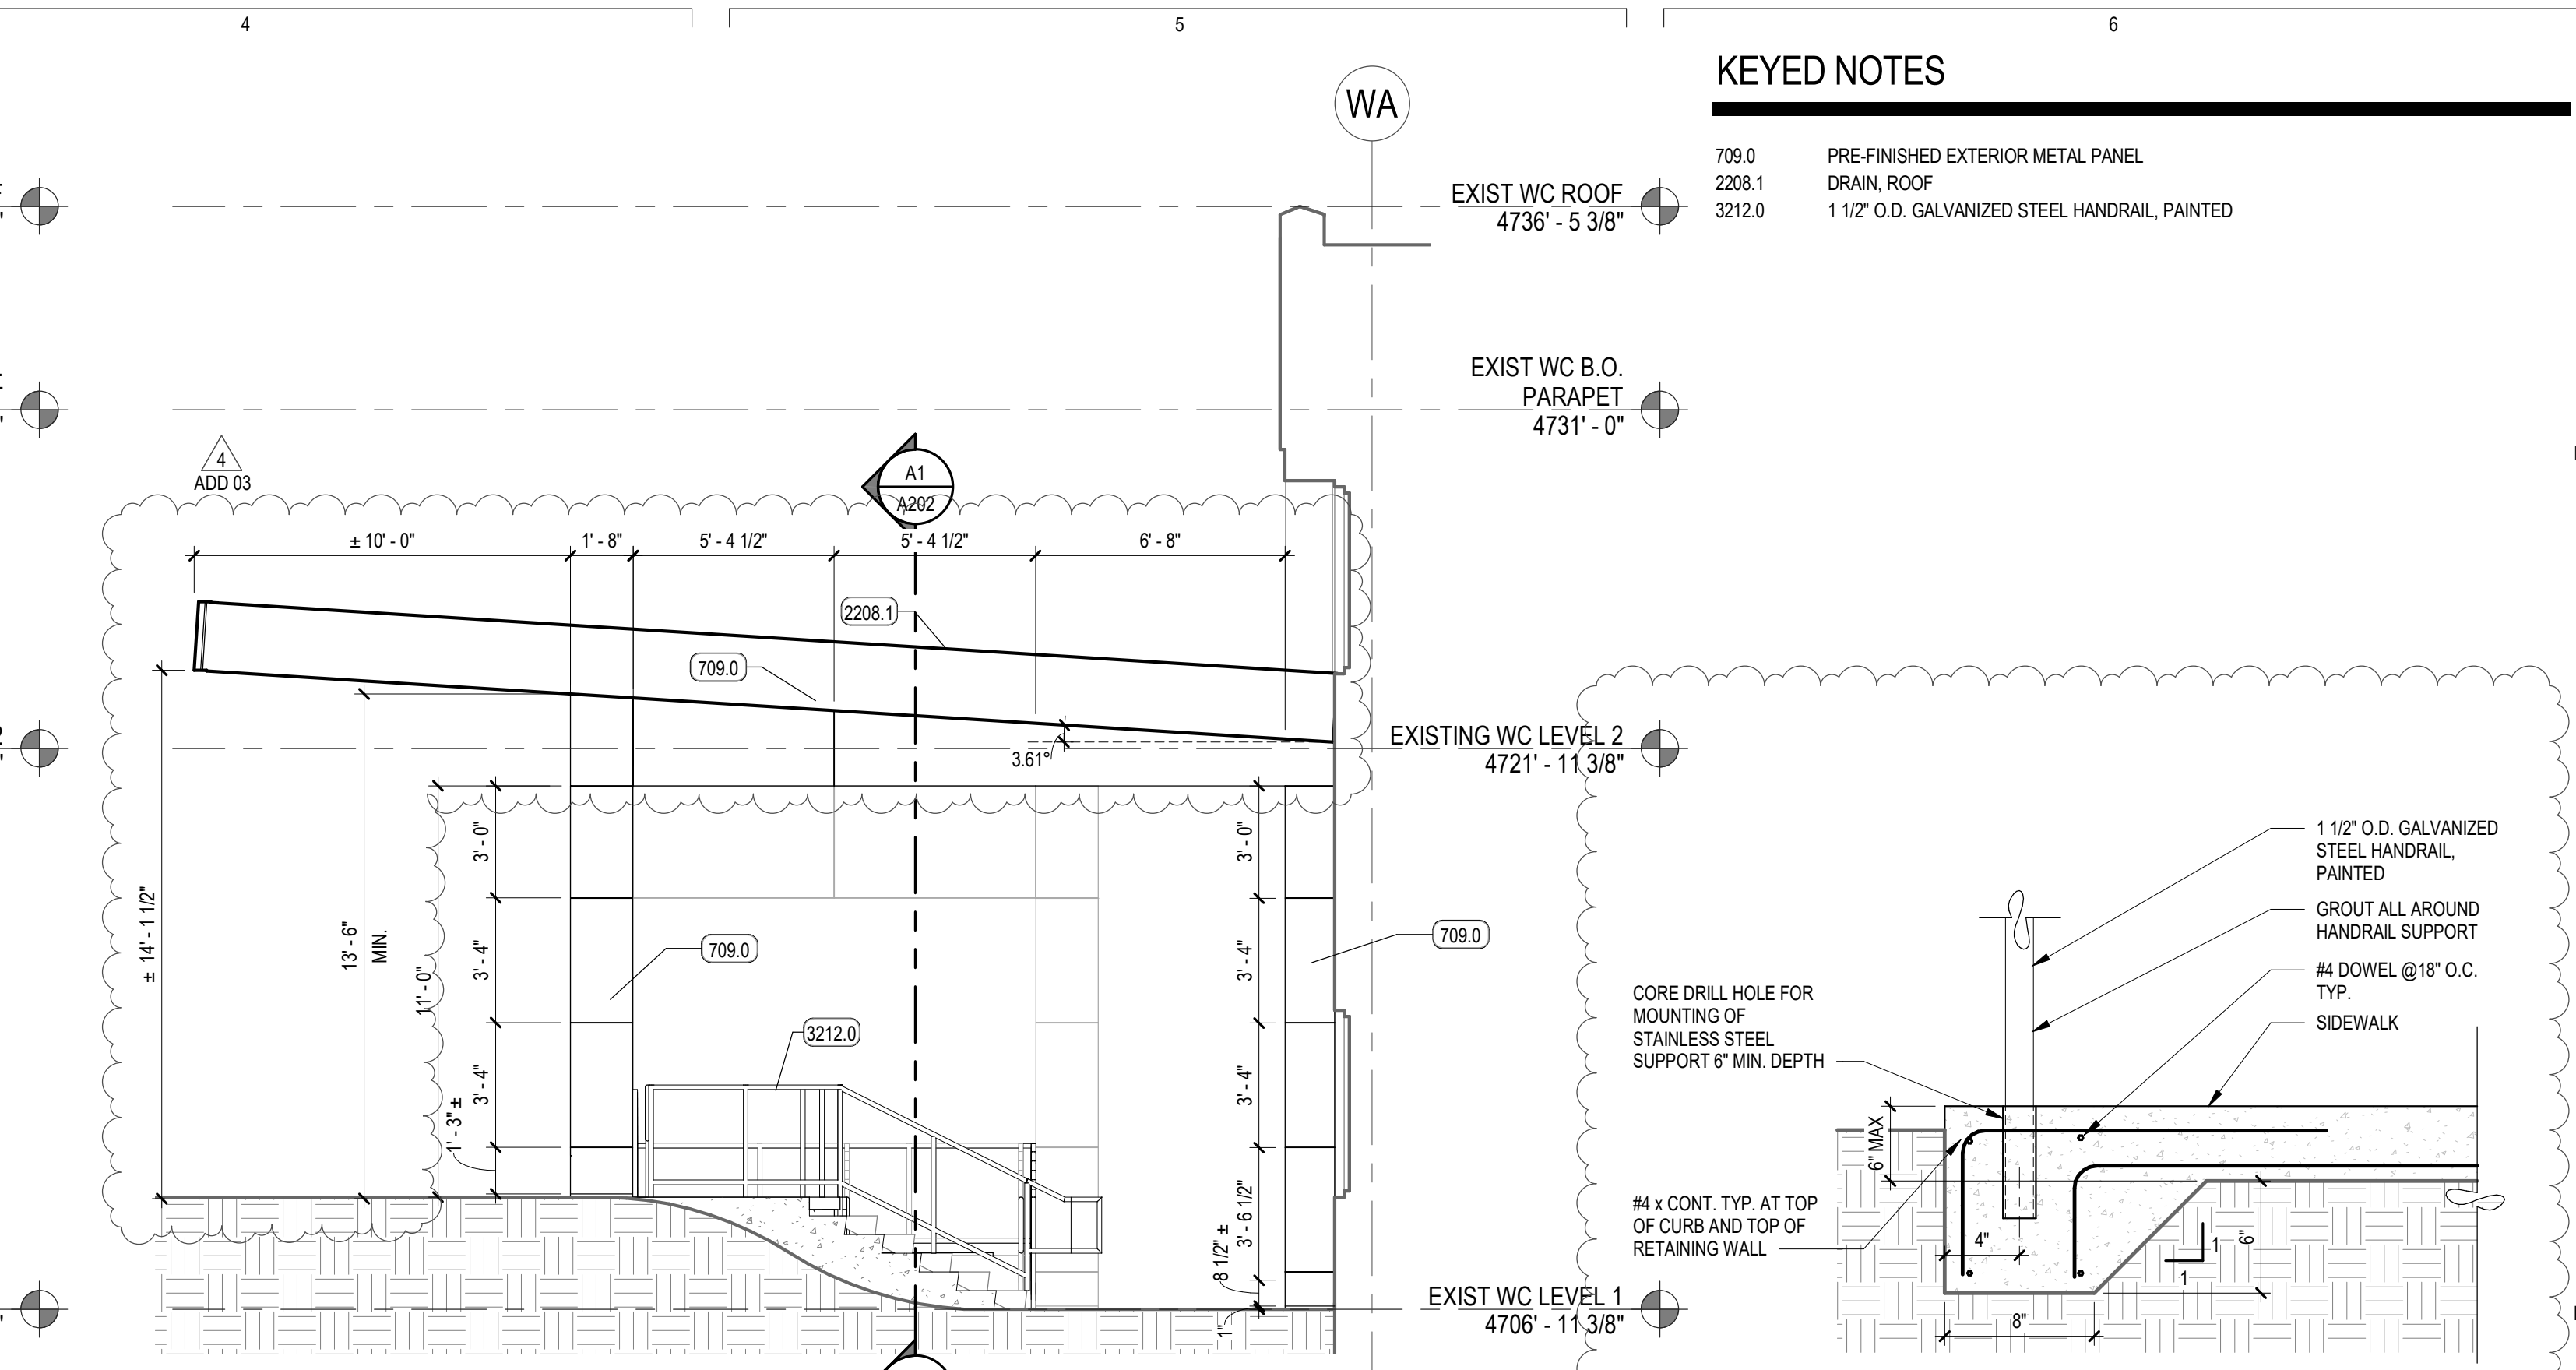 4
5
6
KEYED NOTES
709.0 PRE-FINISHED EXTERIOR METAL PANEL
2208.1 DRAIN, ROOF
3212.0 1 1/2" O.D. GALVANIZED STEEL HANDRAIL, PAINTED
WA
EXIST WC ROOF
4736' - 5 3/8"
EXIST WC B.O.
PARAPET
4731' - 0"
4
ADD 03
A1
A202
± 10' - 0"
1' - 8"
5' - 4 1/2"
5' - 4 1/2"
6' - 8"
2208.1
709.0
3.61°
EXISTING WC LEVEL 2
4721' - 11 3/8"
± 14' - 1 1/2"
13' - 6"
MIN.
11' - 0"
3' - 0"
3' - 4"
3' - 4"
1' - 3" ±
709.0
3212.0
3' - 0"
3' - 4"
3' - 4"
3' - 6 1/2"
8 1/2" ±
1"
709.0
EXIST WC LEVEL 1
4706' - 11 3/8"
1 1/2" O.D. GALVANIZED
STEEL HANDRAIL,
PAINTED
GROUT ALL AROUND
HANDRAIL SUPPORT
#4 DOWEL @18" O.C.
TYP.
SIDEWALK
CORE DRILL HOLE FOR
MOUNTING OF
STAINLESS STEEL
SUPPORT 6" MIN. DEPTH
6" MAX
#4 x CONT. TYP. AT TOP
OF CURB AND TOP OF
RETAINING WALL
4"
1
1
6"
8"